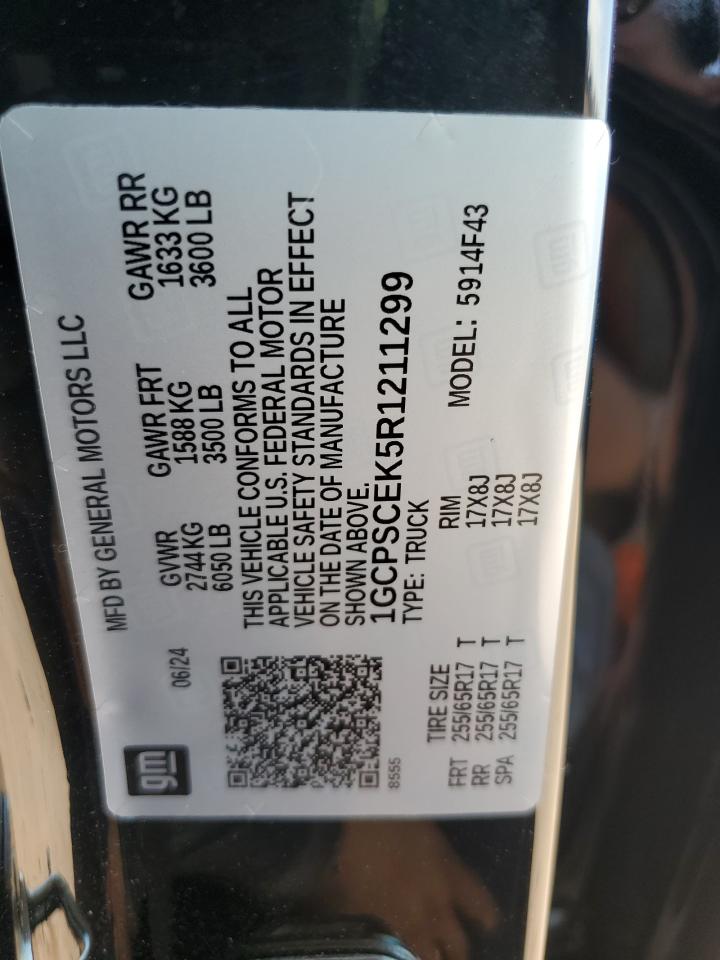 gm
MFD BY GENERAL MOTORS LLC
06/24
GVWR GAWR FRT GAWR RR
2744 KG 1588 KG 1633 KG
6050 LB 3500 LB 3600 LB
THIS VEHICLE CONFORMS TO ALL
APPLICABLE U.S. FEDERAL MOTOR
VEHICLE SAFETY STANDARDS IN EFFECT
ON THE DATE OF MANUFACTURE
SHOWN ABOVE.
1GCPSCEK5R1211299
8555
TYPE: TRUCK
MODEL: 5914F43
TIRE SIZE RIM
FRT 255/65R17 T 17X8J
RR 255/65R17 T 17X8J
SPA 255/65R17 T 17X8J